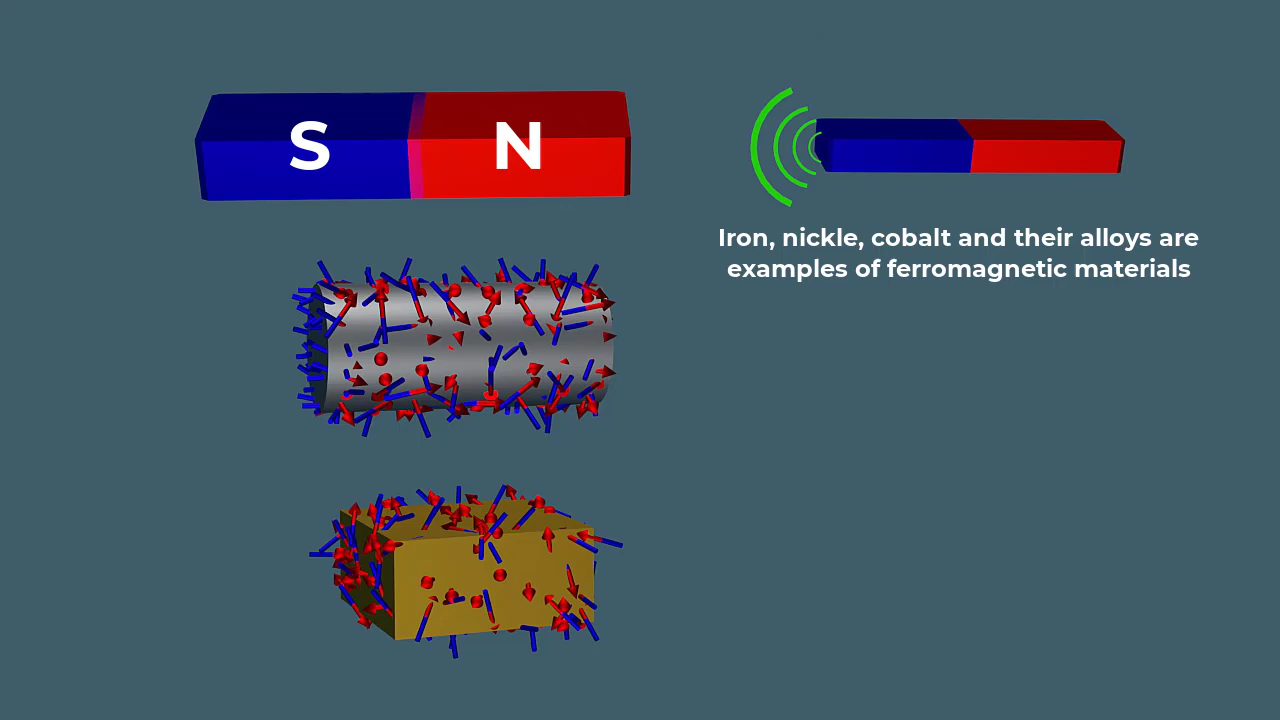 S N
Iron, nickle, cobalt and their alloys are
examples of ferromagnetic materials